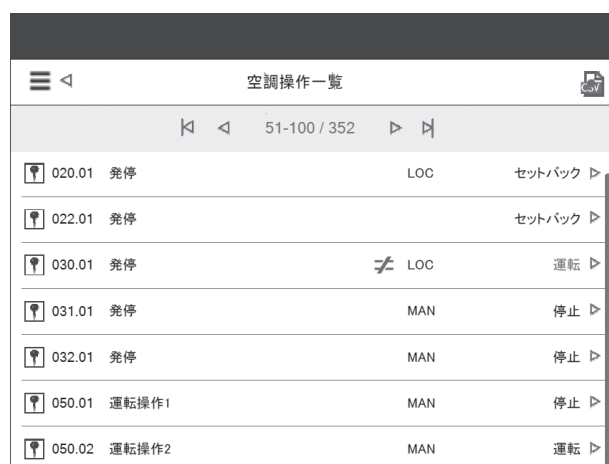 空調操作一覧
CSV
51-100 / 352
020.01 発停 LOC セットバック
022.01 発停 セットバック
030.01 発停 LOC 運転
031.01 発停 MAN 停止
032.01 発停 MAN 停止
050.01 運転操作1 MAN 停止
050.02 運転操作2 MAN 運転